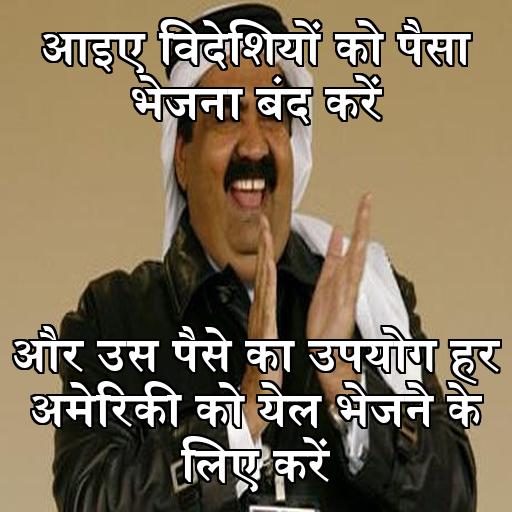 आइए विदेशियों को पैसा
भेजना बंद करें
और उस पैसे का उपयोग हर
अमेरिकी को येल भेजने के
लिए करें